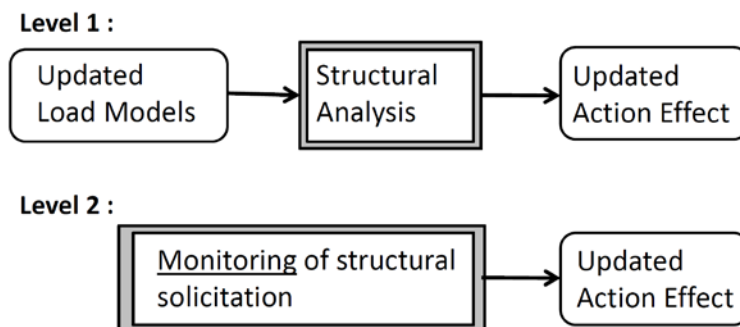 Level 1 :
Updated
Load Models
Structural
Analysis
Updated
Action Effect
Level 2 :
Monitoring of structural
solicitation
Updated
Action Effect